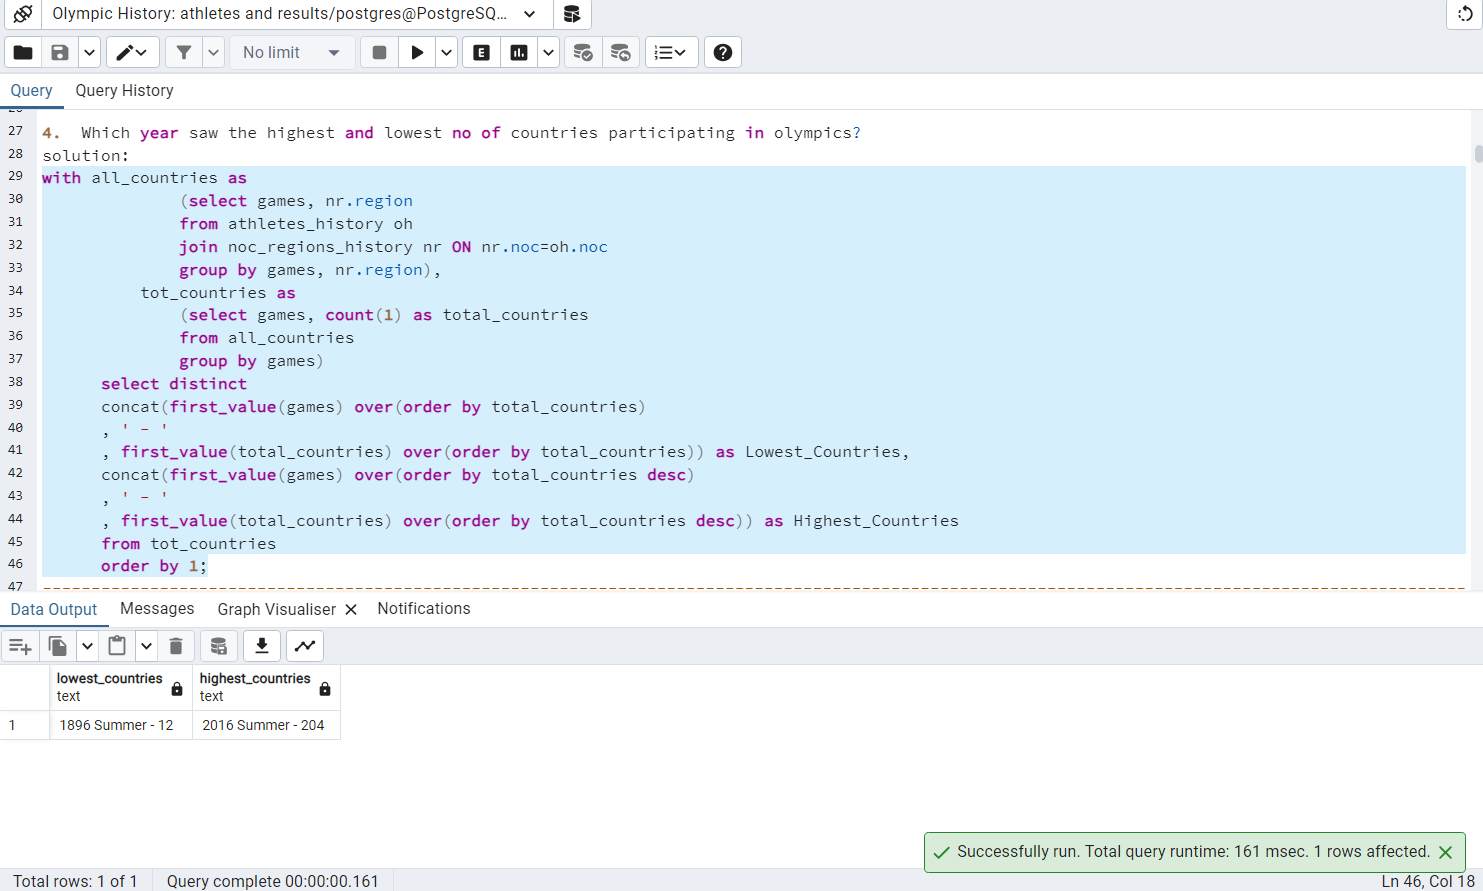 Olympic History: athletes and results/postgres@PostgreSQ...
No limit
E
Query Query History
27 4. Which year saw the highest and lowest no of countries participating in olympics?
28 solution:
29 with all_countries as
30 (select games, nr.region
31 from athletes_history oh
32 join noc_regions_history nr ON nr.noc=oh.noc
33 group by games, nr.region),
34 tot_countries as
35 (select games, count(1) as total_countries
36 from all_countries
37 group by games)
38 select distinct
39 concat(first_value(games) over(order by total_countries)
40 , ' - '
41 , first_value(total_countries) over(order by total_countries)) as Lowest_Countries,
42 concat(first_value(games) over(order by total_countries desc)
43 , ' - '
44 , first_value(total_countries) over(order by total_countries desc)) as Highest_Countries
45 from tot_countries
46 order by 1;
47 --------------------------------------------------------------------------------
Data Output Messages Graph Visualiser Notifications
lowest_countries highest_countries
text text
1 1896 Summer - 12 2016 Summer - 204
Successfully run. Total query runtime: 161 msec. 1 rows affected.
Total rows: 1 of 1 Query complete 00:00:00.161 Ln 46, Col 18